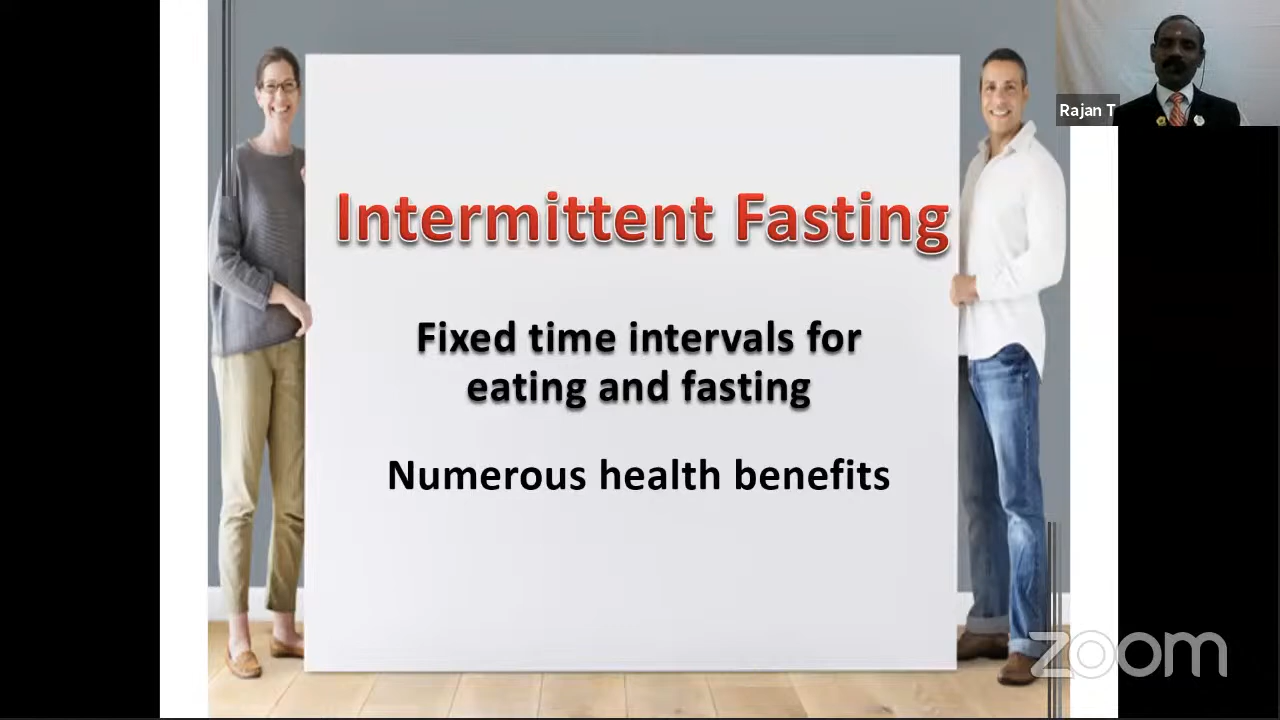 Intermittent Fasting
Fixed time intervals for
eating and fasting
Numerous health benefits
Rajan T
zoom